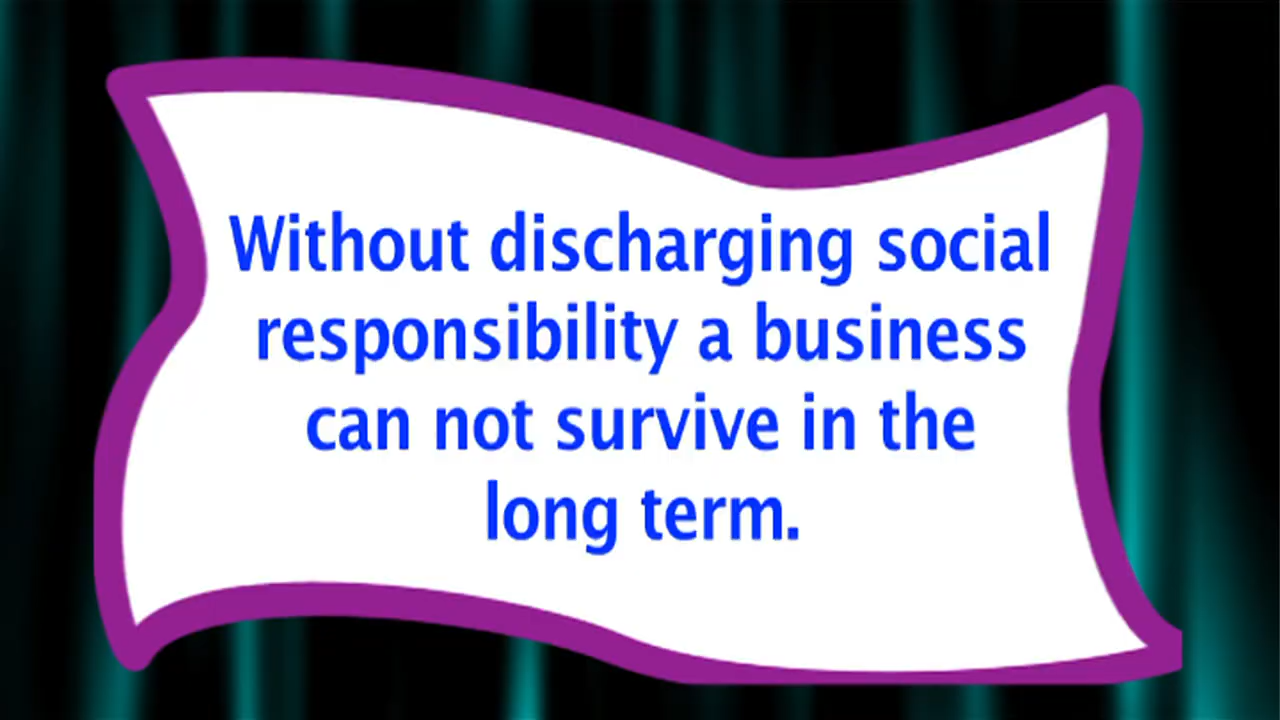 Without discharging social
responsibility a business
can not survive in the
long term.